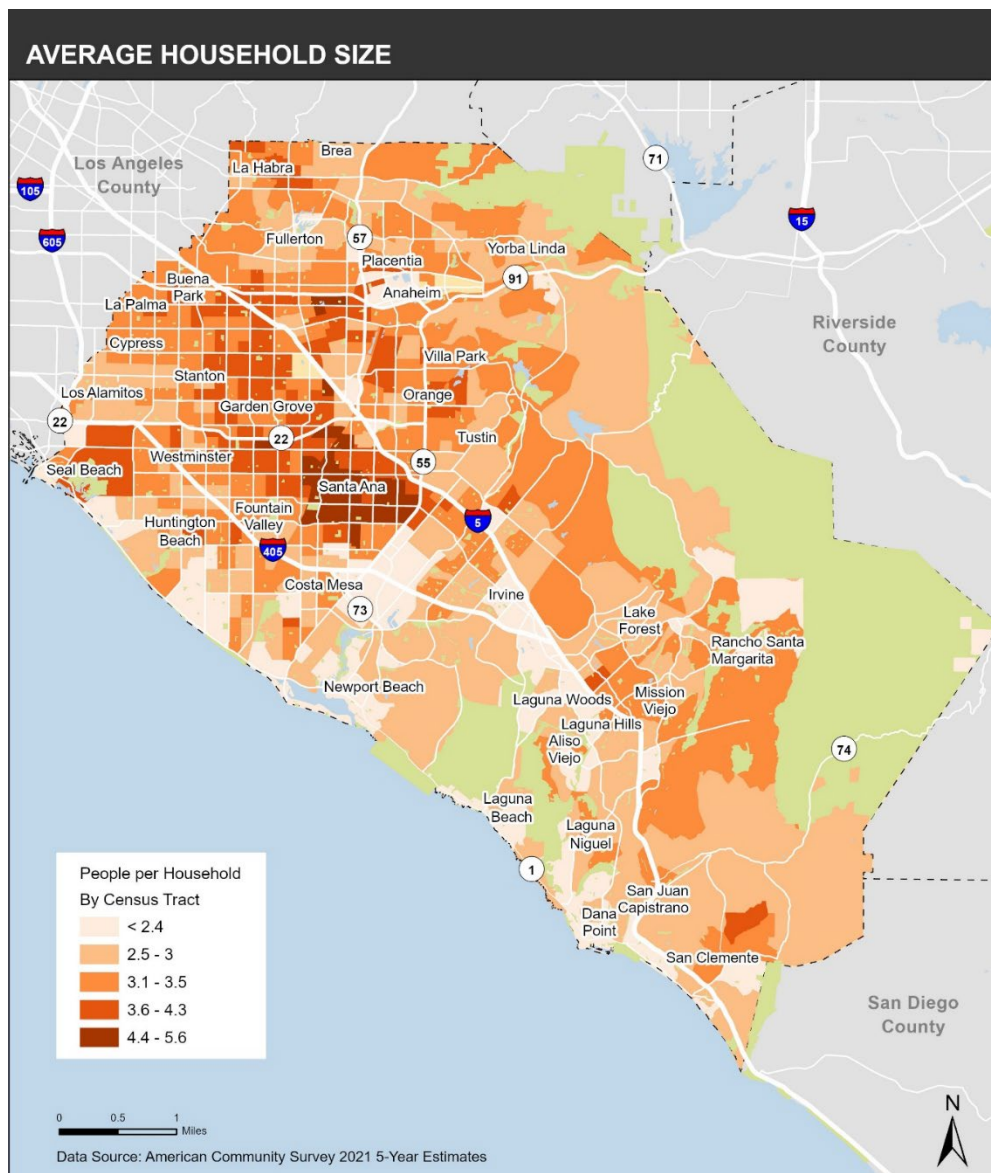 AVERAGE HOUSEHOLD SIZE
Los Angeles
County
105
605
71
15
Brea
La Habra
Fullerton
57
Placentia
Yorba Linda
91
Anaheim
Buena
Park
La Palma
Riverside
County
Cypress
Villa Park
Stanton
Los Alamitos
Orange
Garden Grove
22
22
Tustin
55
Westminster
Seal Beach
Santa Ana
5
Fountain
Valley
Huntington
Beach
405
Costa Mesa
73
Irvine
Lake
Forest
Rancho Santa
Margarita
Newport Beach
Laguna Woods
Mission
Viejo
Laguna Hills
Aliso
Viejo
74
Laguna
Beach
Laguna
Niguel
1
San Juan
Capistrano
Dana
Point
San Clemente
San Diego
County
People per Household
By Census Tract
< 2.4
2.5 - 3
3.1 - 3.5
3.6 - 4.3
4.4 - 5.6
0 0.5 1
Miles
N
Data Source: American Community Survey 2021 5-Year Estimates